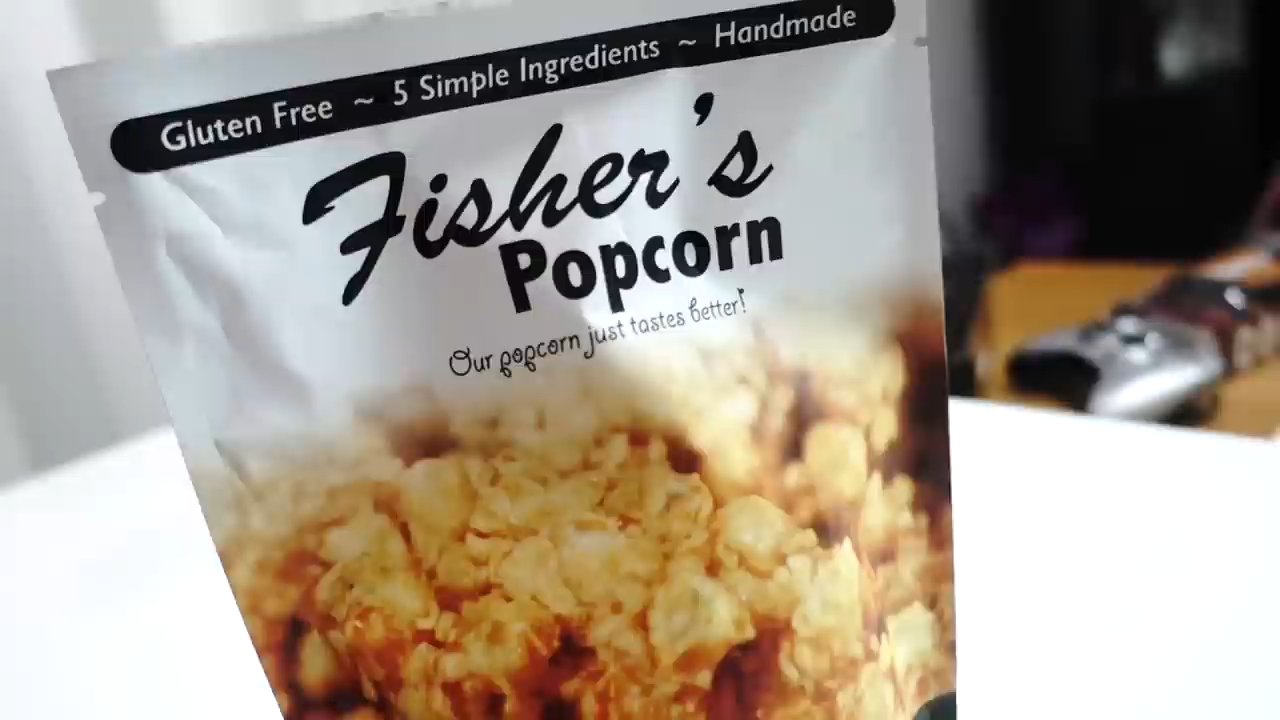 Gluten Free ~ 5 Simple Ingredients ~ Handmade
Fisher's
Popcorn
Our popcorn just tastes better!